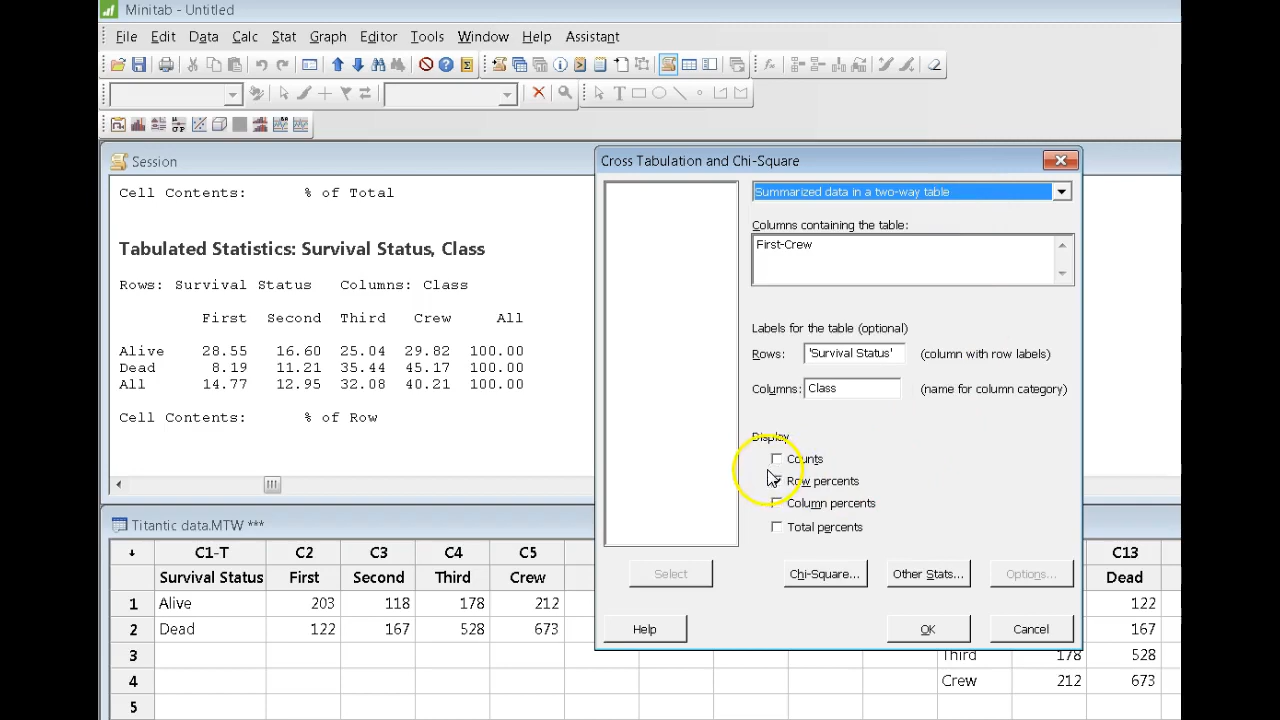 Minitab - Untitled
File Edit Data Calc Stat Graph Editor Tools Window Help Assistant
Session
Cell Contents: % of Total
Tabulated Statistics: Survival Status, Class
Rows: Survival Status Columns: Class
First Second Third Crew All
Alive 28.55 16.60 25.04 29.82 100.00
Dead 8.19 11.21 35.44 45.17 100.00
All 14.77 12.95 32.08 40.21 100.00
Cell Contents: % of Row
Cross Tabulation and Chi-Square
Summarized data in a two-way table
Columns containing the table:
First-Crew
Labels for the table (optional)
Rows: 'Survival Status' (column with row labels)
Columns: Class (name for column category)
Display
Counts
Row percents
Column percents
Total percents
Select Chi-Square... Other Stats... Options...
Help OK Cancel
Titantic data.MTW ***
C1-T C2 C3 C4 C5 C13
Survival Status First Second Third Crew Dead
1 Alive 203 118 178 212 122
2 Dead 122 167 528 673 167
3 Third 178 528
4 Crew 212 673
5